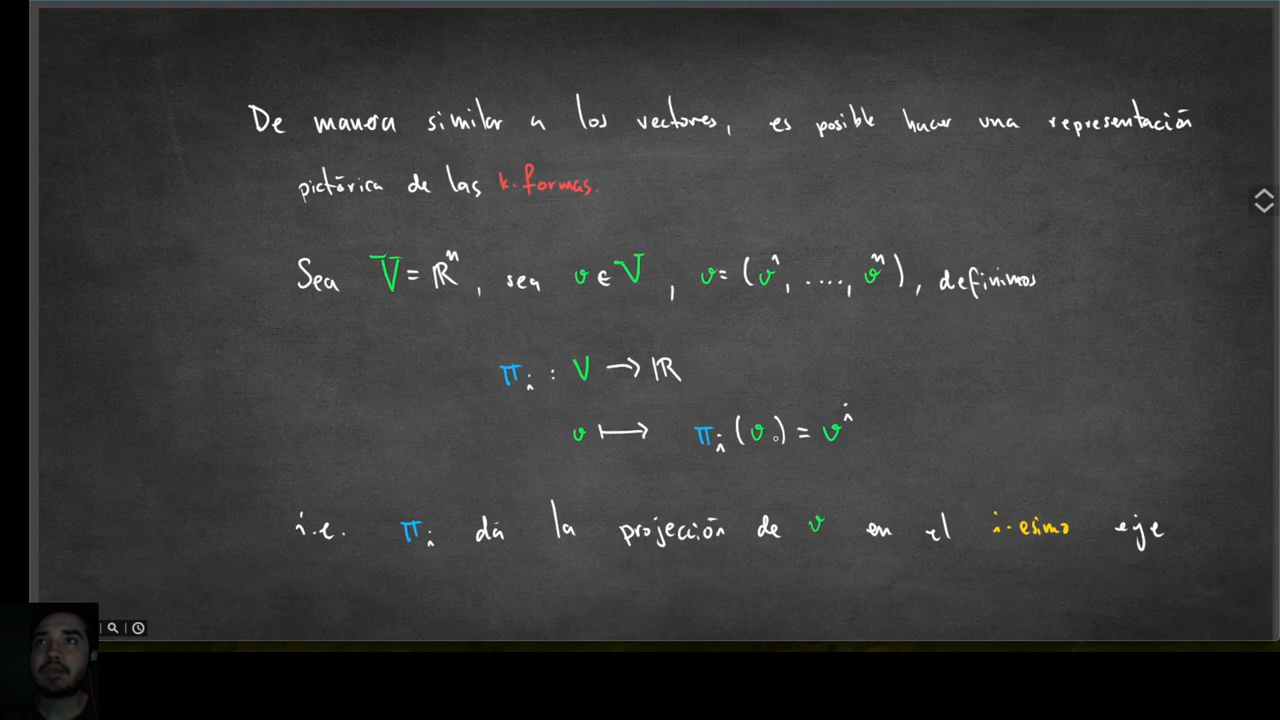 De manera similar a los vectores, es posible hacer una representación
pictórica de las k-formas.
Sea V = ℝⁿ, sea v ∈ V, v = (v¹, ...., vⁿ), definimos
πᵢ : V → ℝ
v ⟼ πᵢ(v) = vⁱ
i.e. πᵢ dá la projección de v en el i-esimo eje